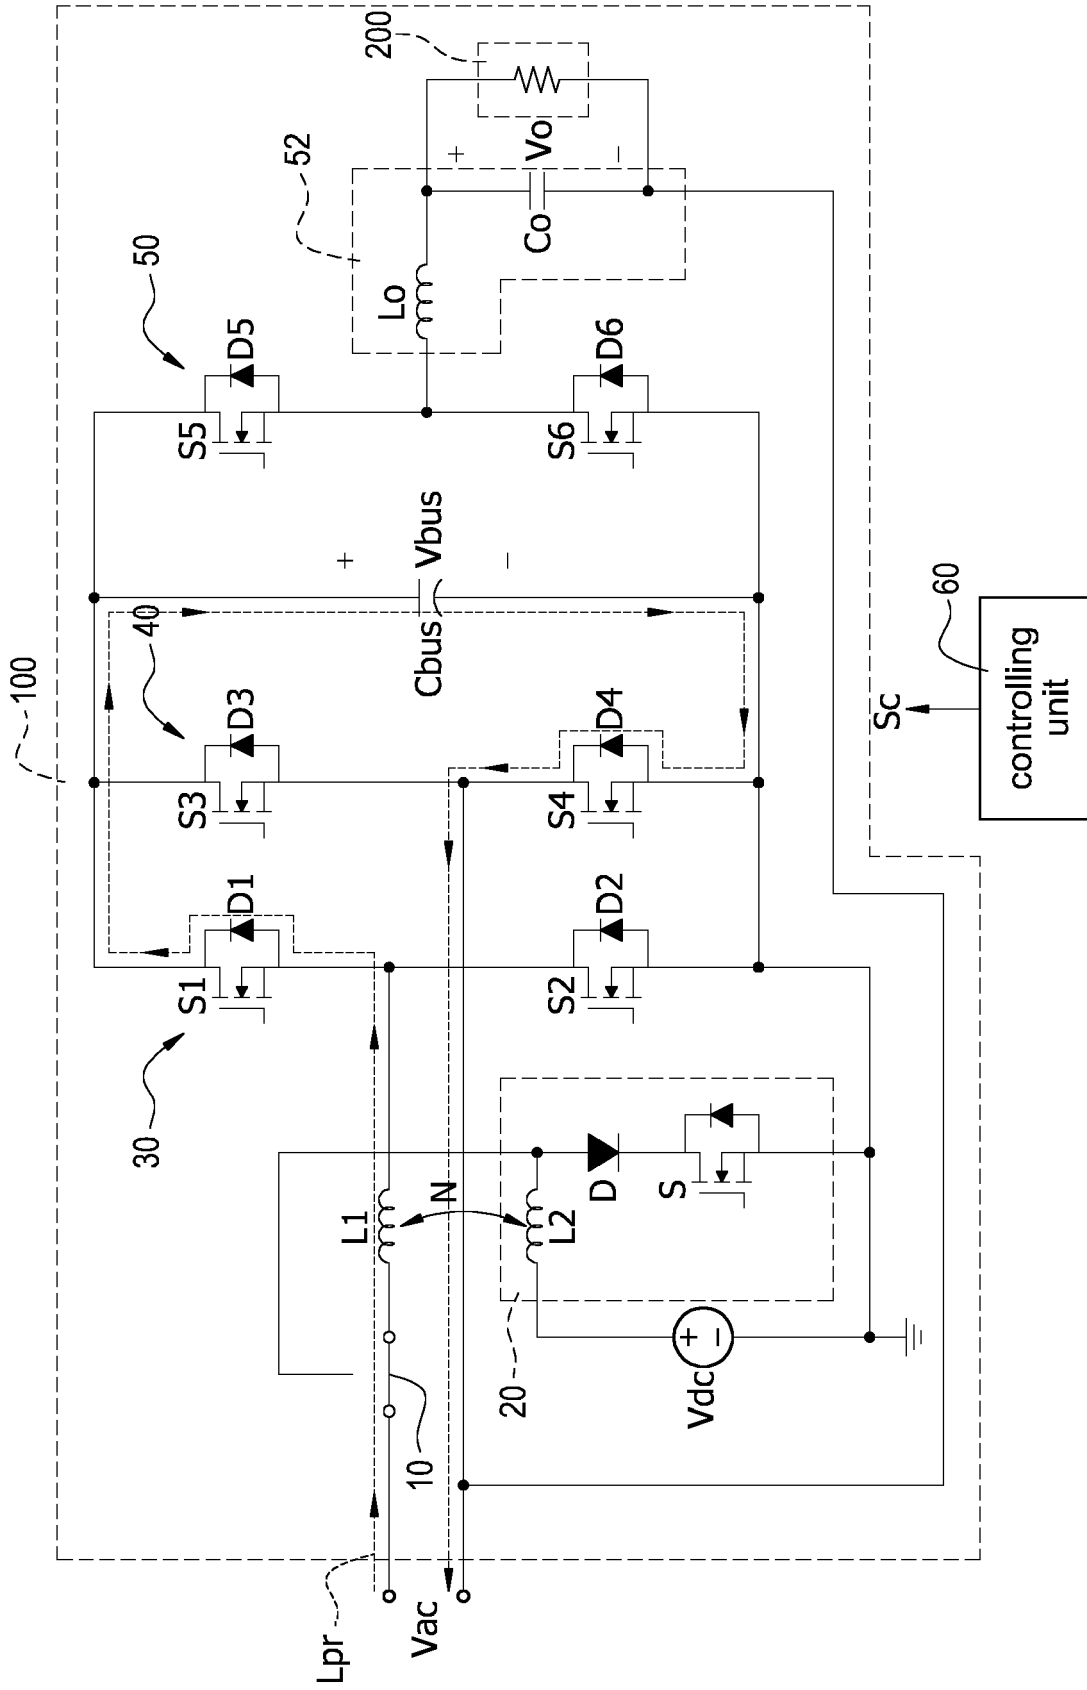 100
200
52
50
40
30
S1
D1
S3
D3
S5
D5
Lo
+
Vo
−
Co
+
Vbus
−
Cbus
Lpr
Vac
10
L1
N
L2
20
D
S
Vdc
+
−
S2
D2
S4
D4
S6
D6
Sc
60
controlling
unit